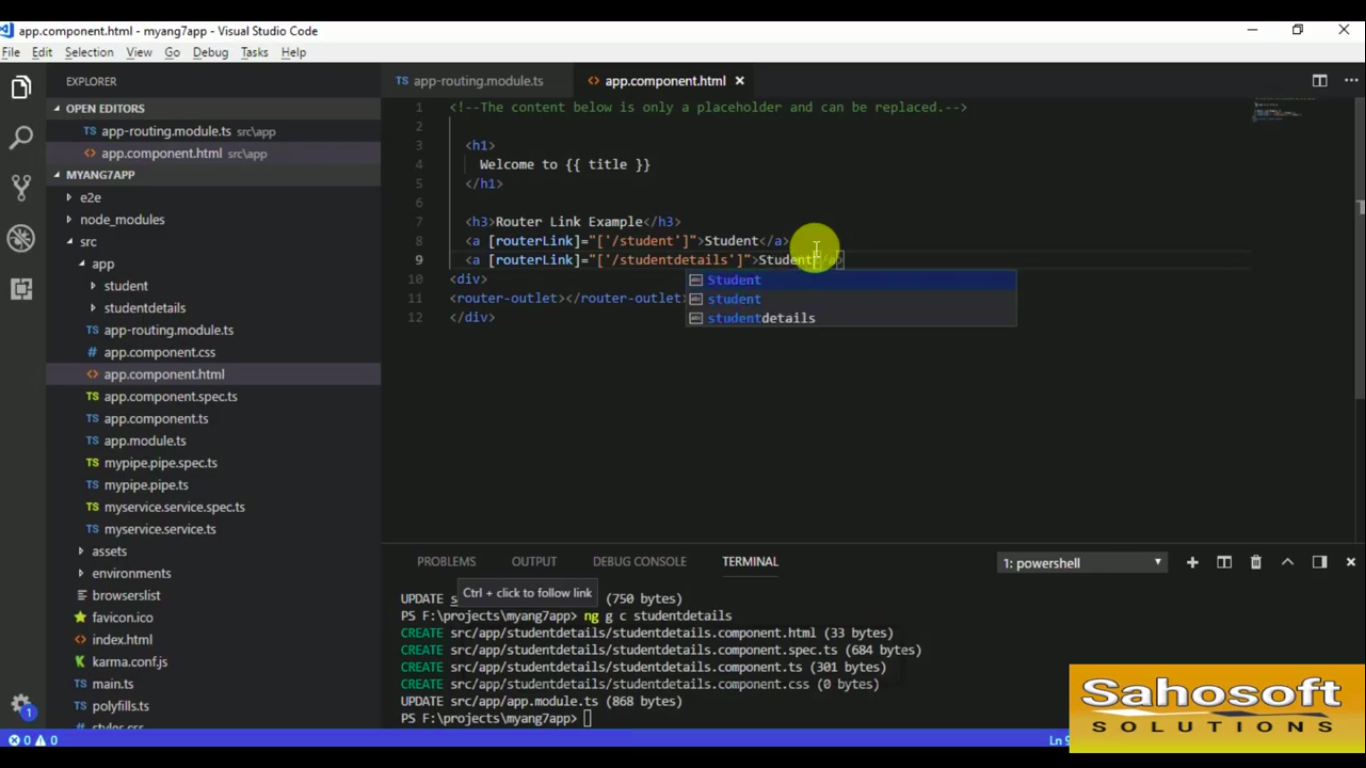 app.component.html - myang7app - Visual Studio Code
File Edit Selection View Go Debug Tasks Help
EXPLORER
OPEN EDITORS
TS app-routing.module.ts src\app
<> app.component.html src\app
MYANG7APP
e2e
node_modules
src
app
student
studentdetails
TS app-routing.module.ts
# app.component.css
<> app.component.html
TS app.component.spec.ts
TS app.component.ts
TS app.module.ts
TS mypipe.pipe.spec.ts
TS mypipe.pipe.ts
TS myservice.service.spec.ts
TS myservice.service.ts
assets
environments
browserslist
favicon.ico
<> index.html
K karma.conf.js
TS main.ts
TS polyfills.ts
styles.css
1
0 0
TS app-routing.module.ts
<> app.component.html
1 <!--The content below is only a placeholder and can be replaced.-->
2
3 <h1>
4 Welcome to {{ title }}
5 </h1>
6
7 <h3>Router Link Example</h3>
8 <a [routerLink]="['/student']">Student</a>
9 <a [routerLink]="['/studentdetails']">Student</a>
10 <div>
11 <router-outlet></router-outlet>
12 </div>
Student
student
studentdetails
PROBLEMS OUTPUT DEBUG CONSOLE TERMINAL
1: powershell
Ctrl + click to follow link
UPDATE (750 bytes)
PS F:\projects\myang7app> ng g c studentdetails
CREATE src/app/studentdetails/studentdetails.component.html (33 bytes)
CREATE src/app/studentdetails/studentdetails.component.spec.ts (684 bytes)
CREATE src/app/studentdetails/studentdetails.component.ts (301 bytes)
CREATE src/app/studentdetails/studentdetails.component.css (0 bytes)
UPDATE src/app/app.module.ts (868 bytes)
PS F:\projects\myang7app>
Ln 9
Sahosoft
SOLUTIONS